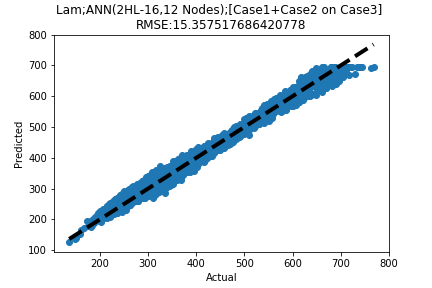 Lam;ANN(2HL-16,12 Nodes);[Case1+Case2 on Case3]
RMSE:15.357517686420778
800
700
600
500
400
300
200
100
Predicted
200 300 400 500 600 700 800
Actual